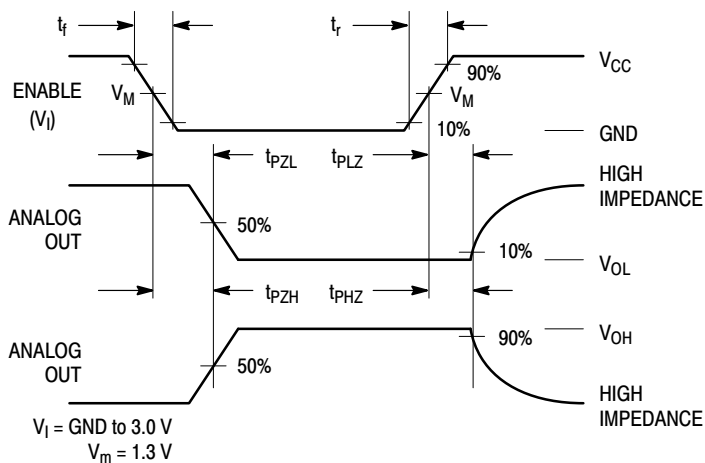 tf
tr
VCC
90%
ENABLE
(VI)
VM
VM
10%
GND
tPZL
tPLZ
HIGH
IMPEDANCE
ANALOG
OUT
50%
10%
VOL
tPZH
tPHZ
VOH
90%
ANALOG
OUT
50%
HIGH
IMPEDANCE
VI = GND to 3.0 V
Vm = 1.3 V